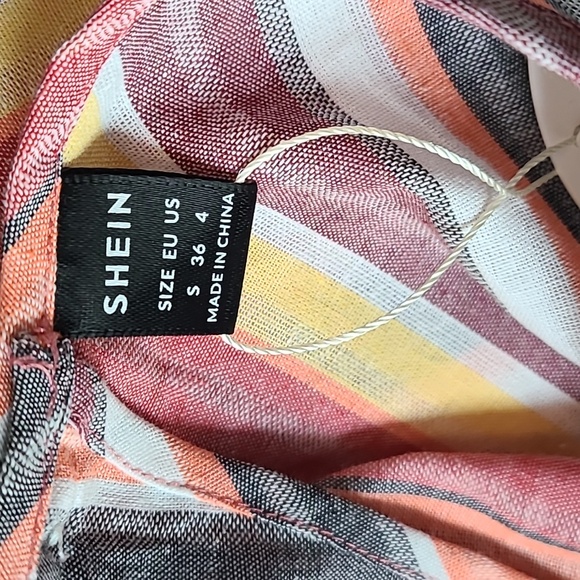 SHEIN
SIZE EU US
S 36 4
MADE IN CHINA